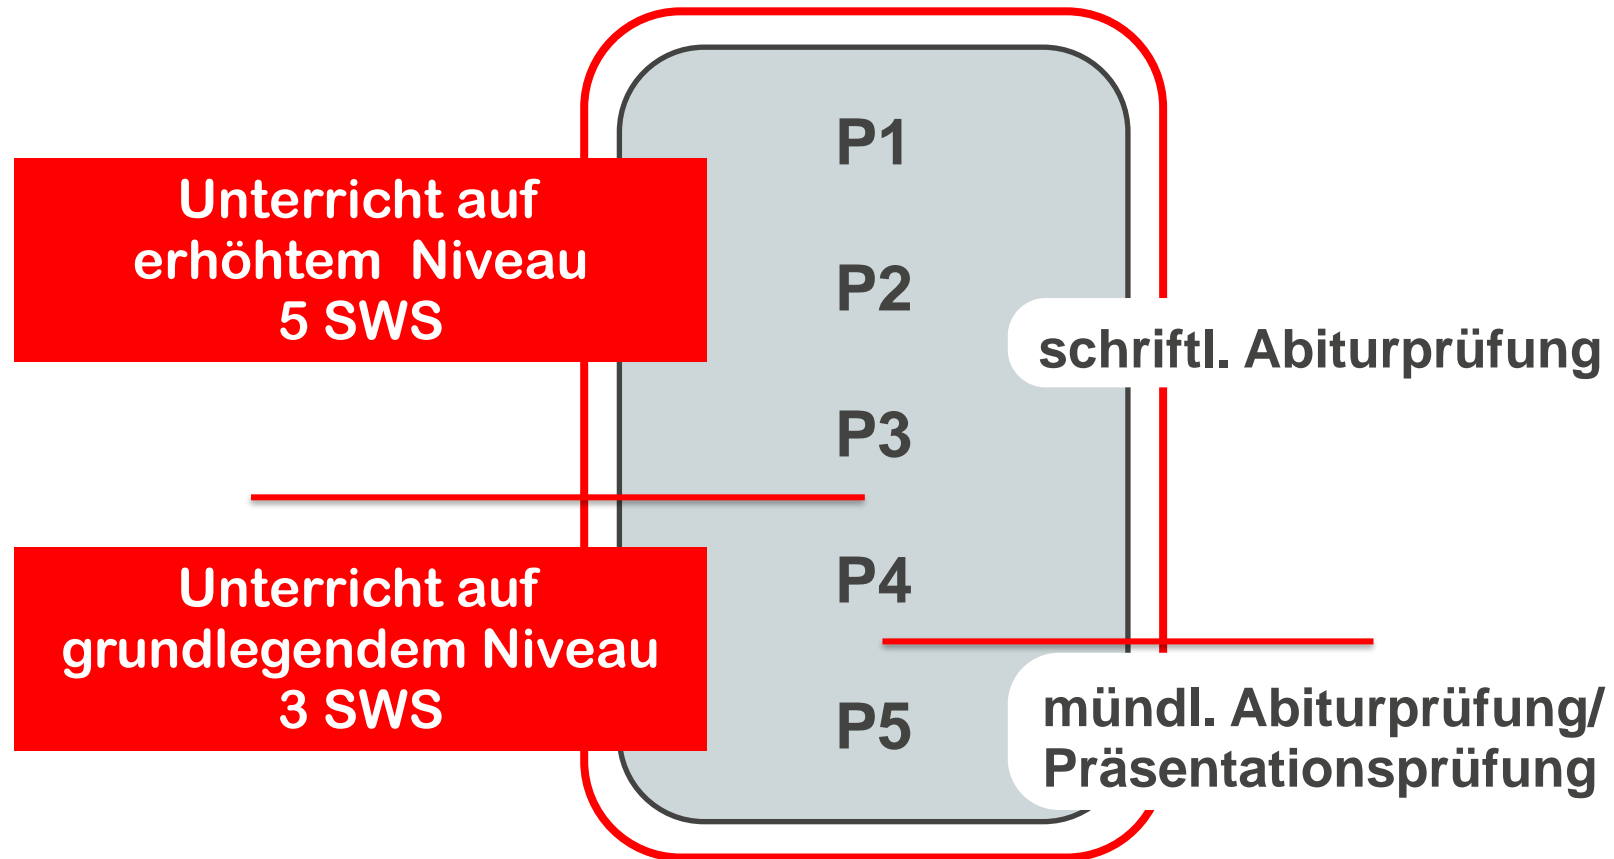 P1
Unterricht auf
erhöhtem Niveau
5 SWS
P2
schriftl. Abiturprüfung
P3
P4
Unterricht auf
grundlegendem Niveau
3 SWS
P5
mündl. Abiturprüfung/
Präsentationsprüfung